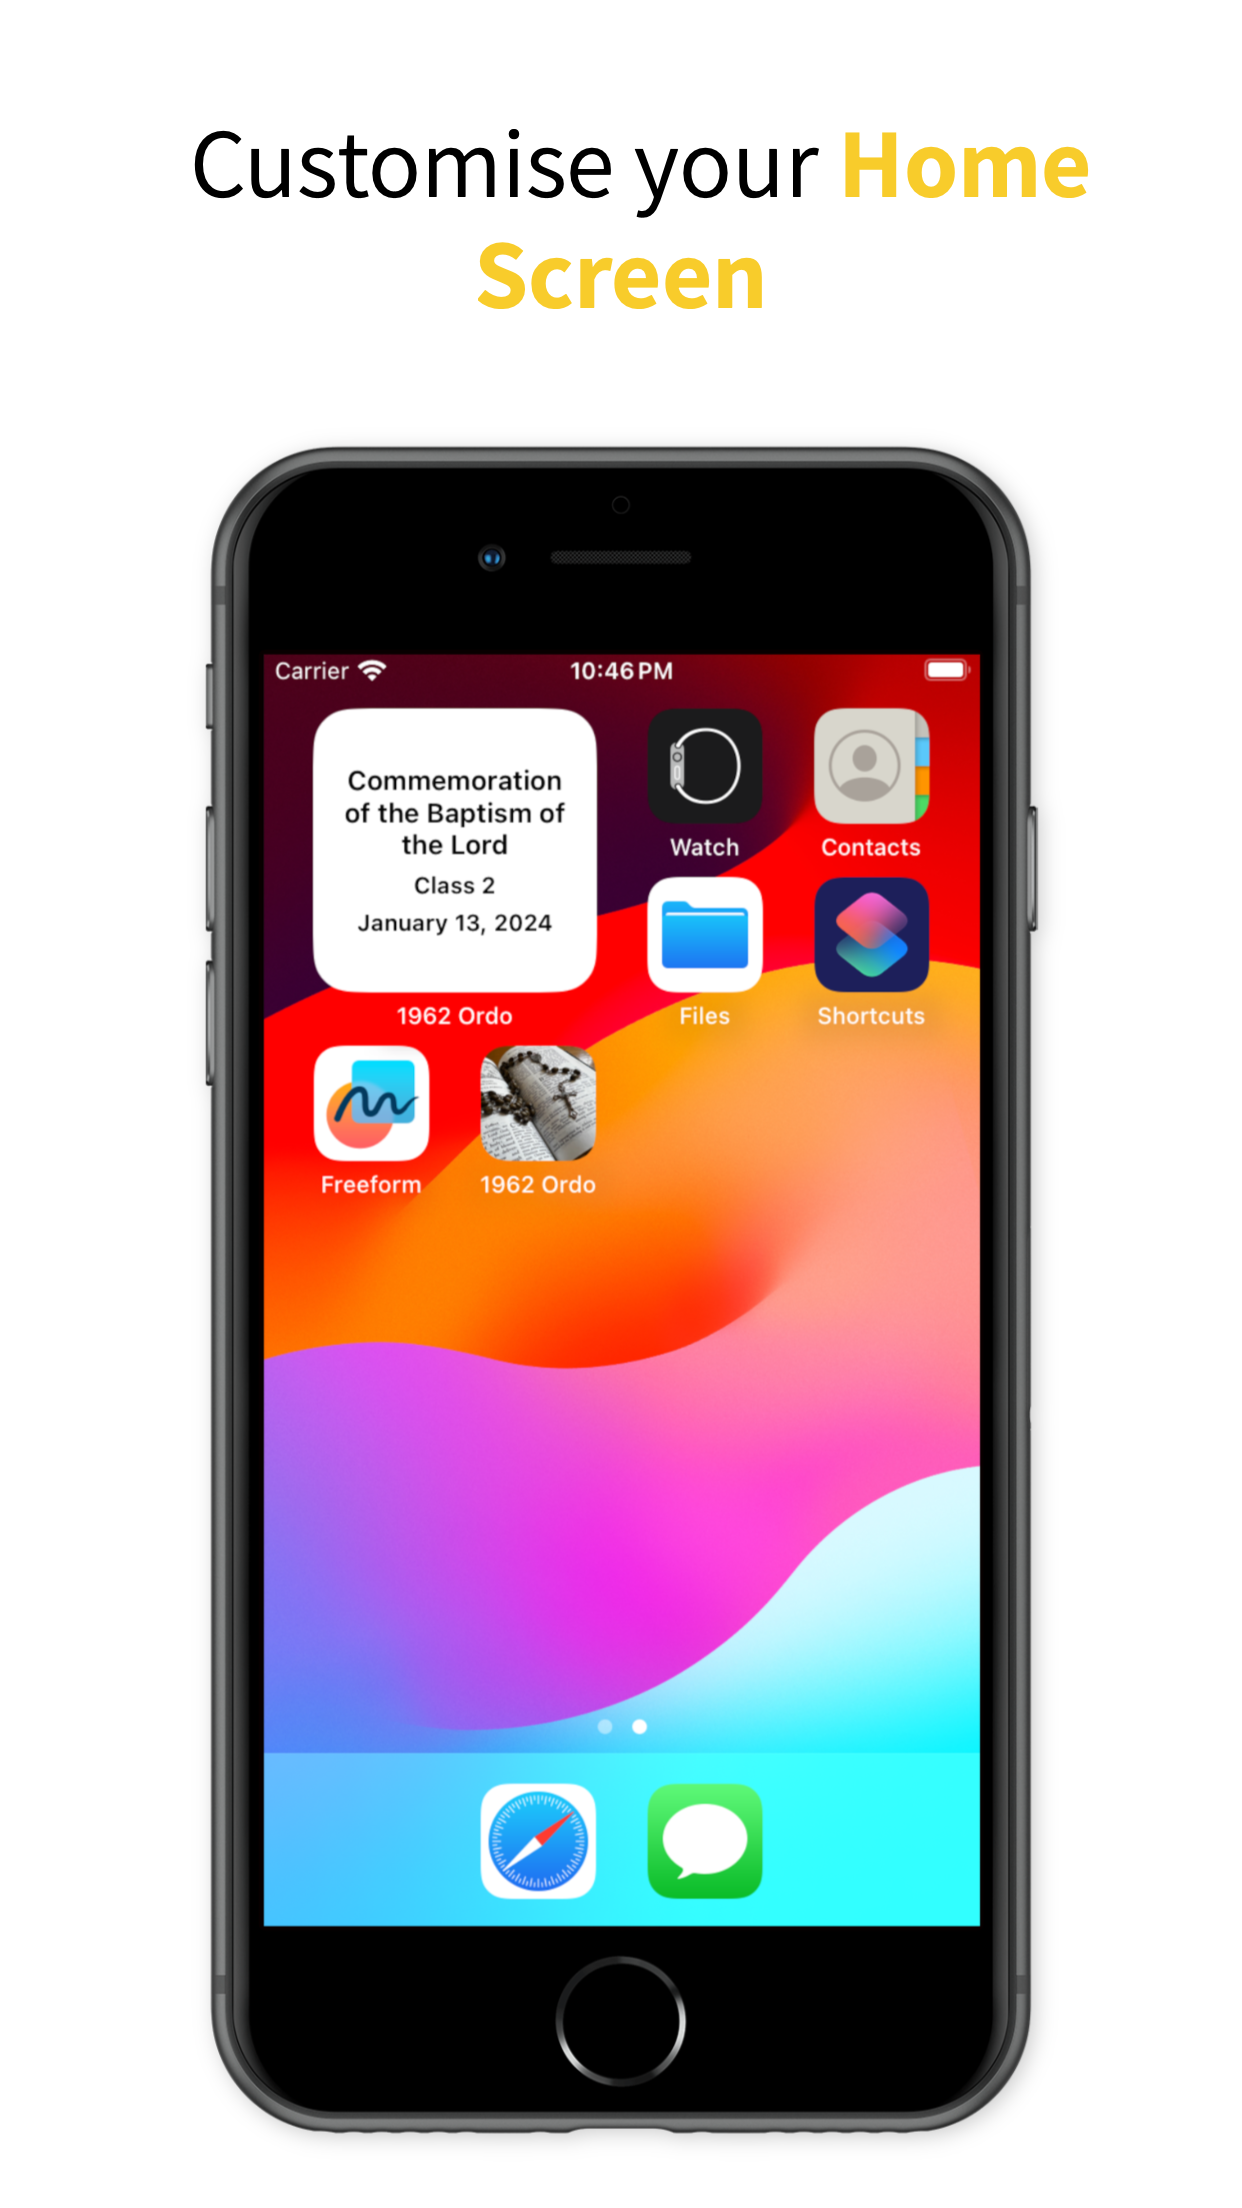 Customise your Home
Screen
Carrier 10:46 PM
Commemoration
of the Baptism of
the Lord
Class 2
January 13, 2024
1962 Ordo
Watch
Contacts
Files
Shortcuts
Freeform
1962 Ordo